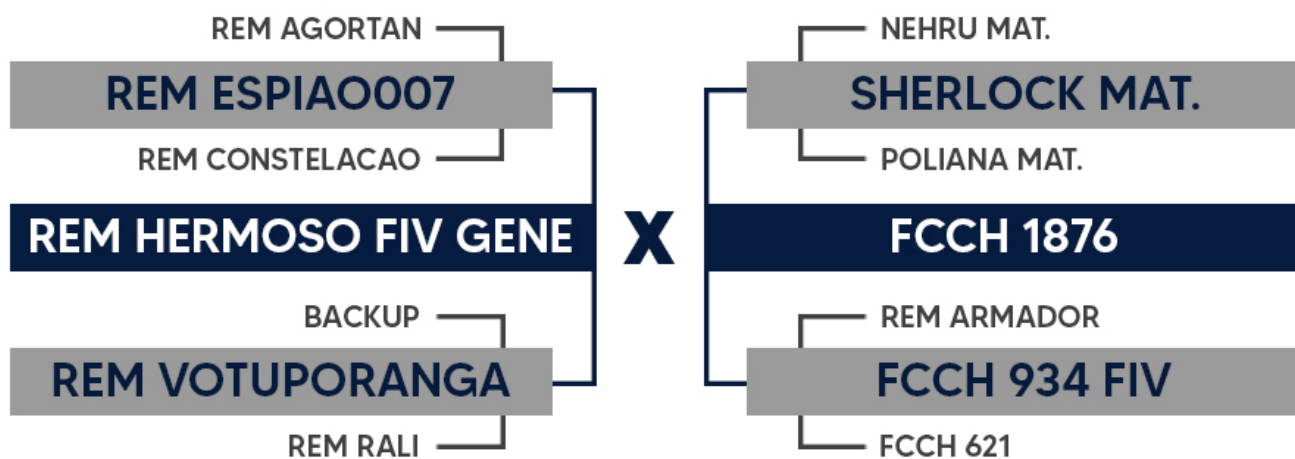 REM AGORTAN
REM ESPIAO007
REM CONSTELACAO
REM HERMOSO FIV GENE
BACKUP
REM VOTUPORANGA
REM RALI
X
NEHRU MAT.
SHERLOCK MAT.
POLIANA MAT.
FCCH 1876
REM ARMADOR
FCCH 934 FIV
FCCH 621